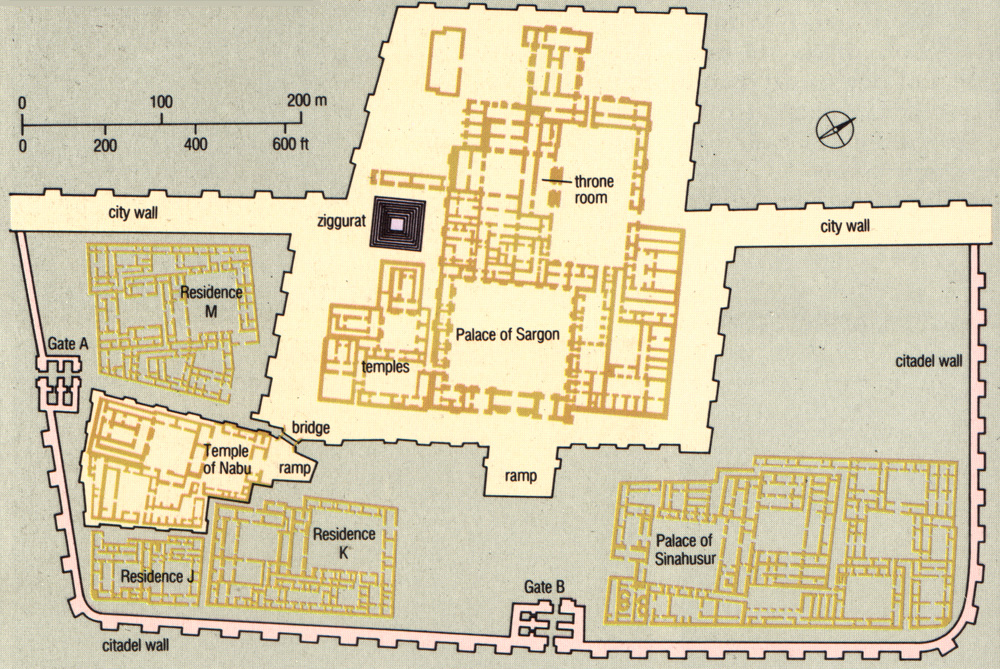 0 100 200 m
0 200 400 600 ft
throne
room
ziggurat
city wall
city wall
Residence
M
Palace of Sargon
Gate A
temples
citadel wall
bridge
Temple
of Nabu
ramp
ramp
Residence
K
Palace of
Sinahusur
Residence J
Gate B
citadel wall